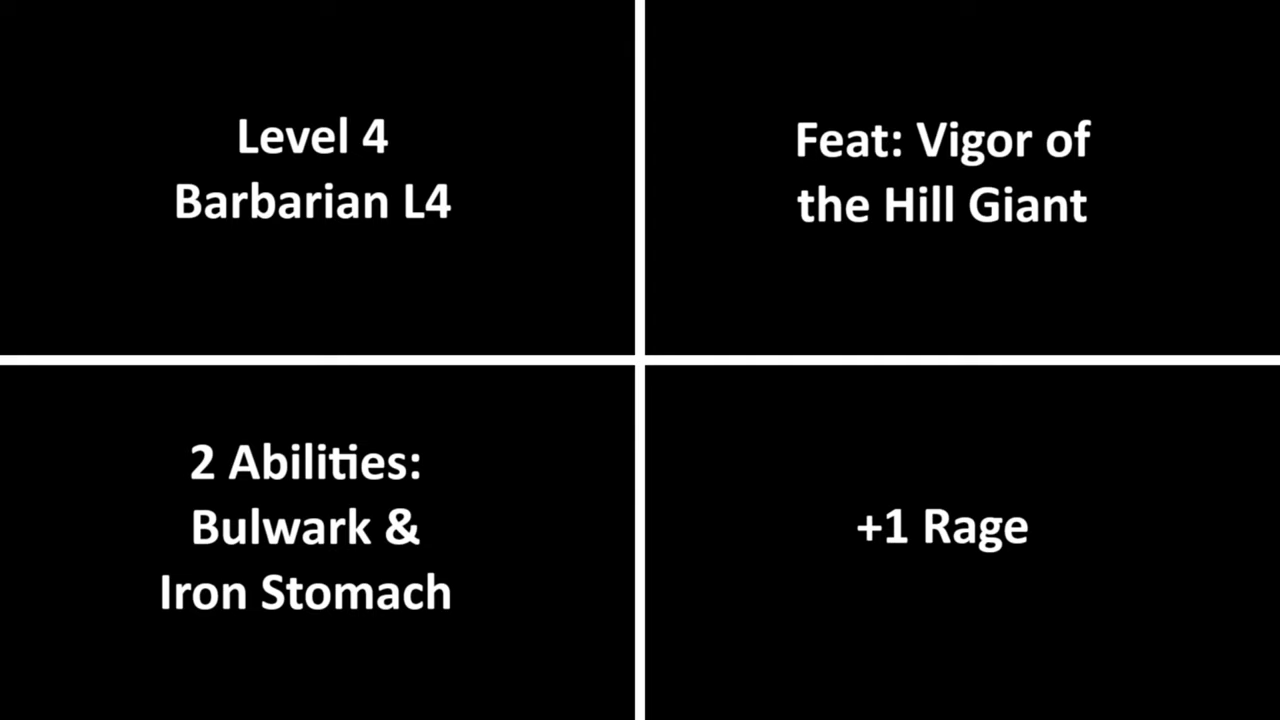 Level 4
Barbarian L4
Feat: Vigor of
the Hill Giant
2 Abilities:
Bulwark &
Iron Stomach
+1 Rage